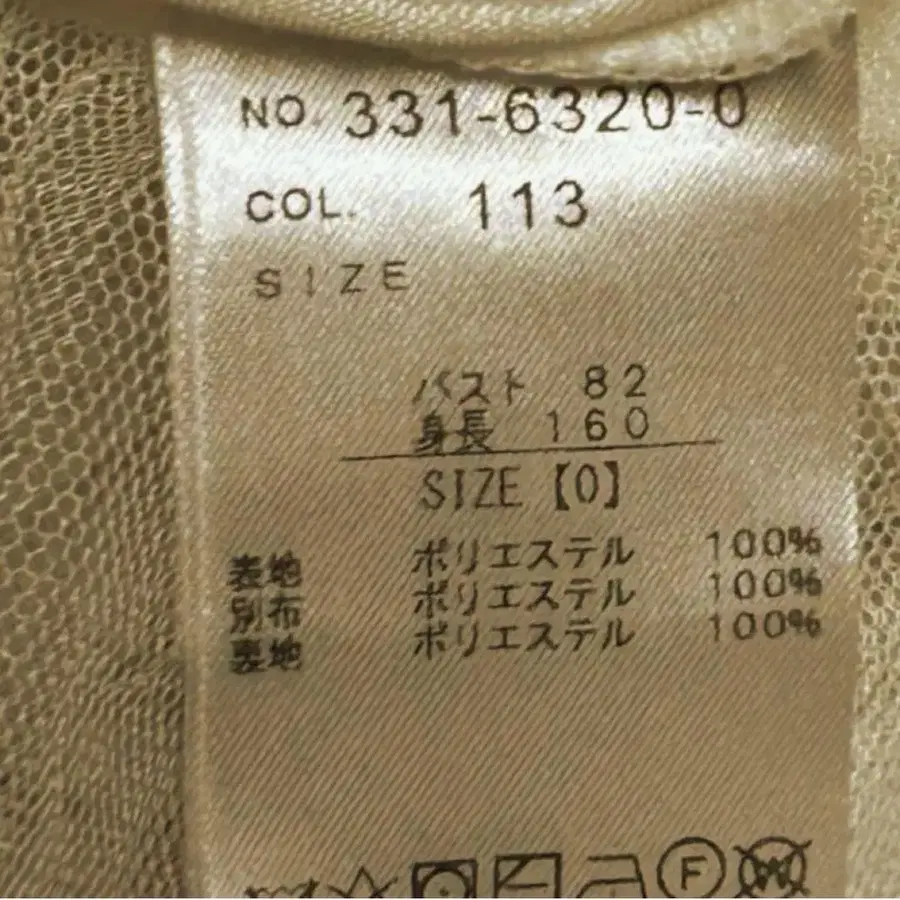 NO. 331-6320-0
COL. 113
SIZE
バスト 82
身長 160
SIZE【0】
表地 ポリエステル 100%
別布 ポリエステル 100%
裏地 ポリエステル 100%
F W